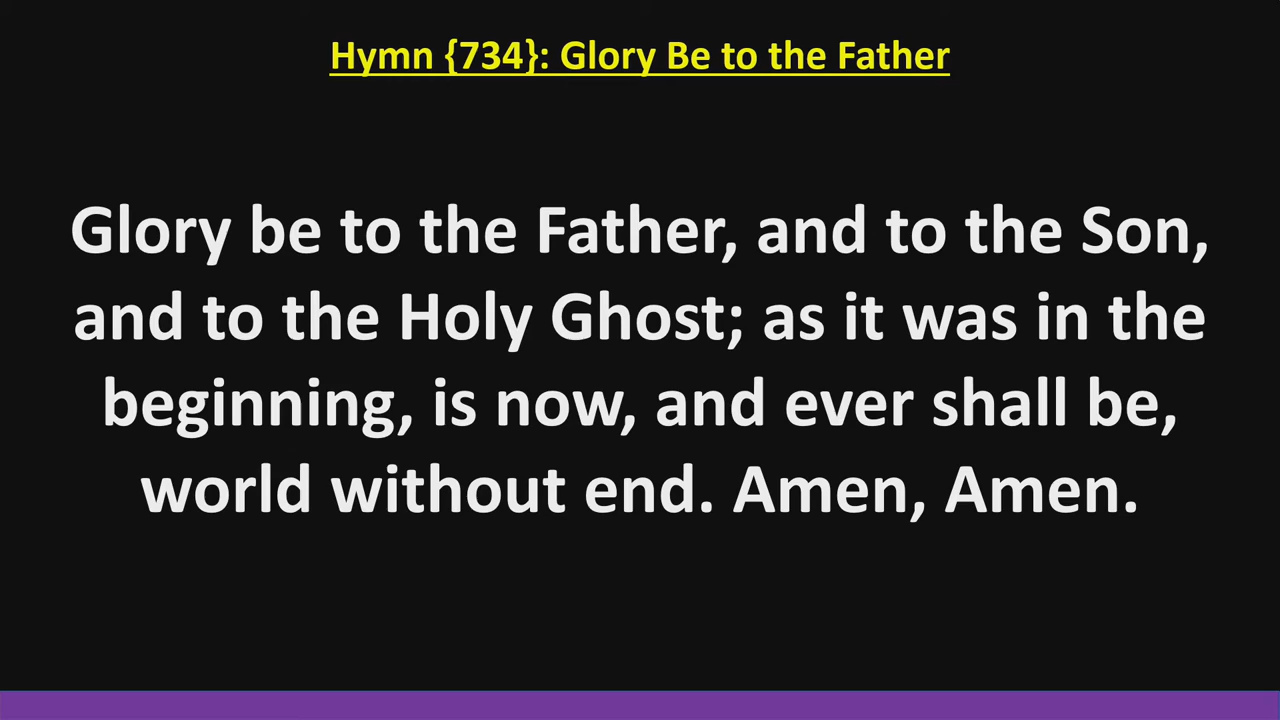 Hymn {734}: Glory Be to the Father
Glory be to the Father, and to the Son,
and to the Holy Ghost; as it was in the
beginning, is now, and ever shall be,
world without end. Amen, Amen.